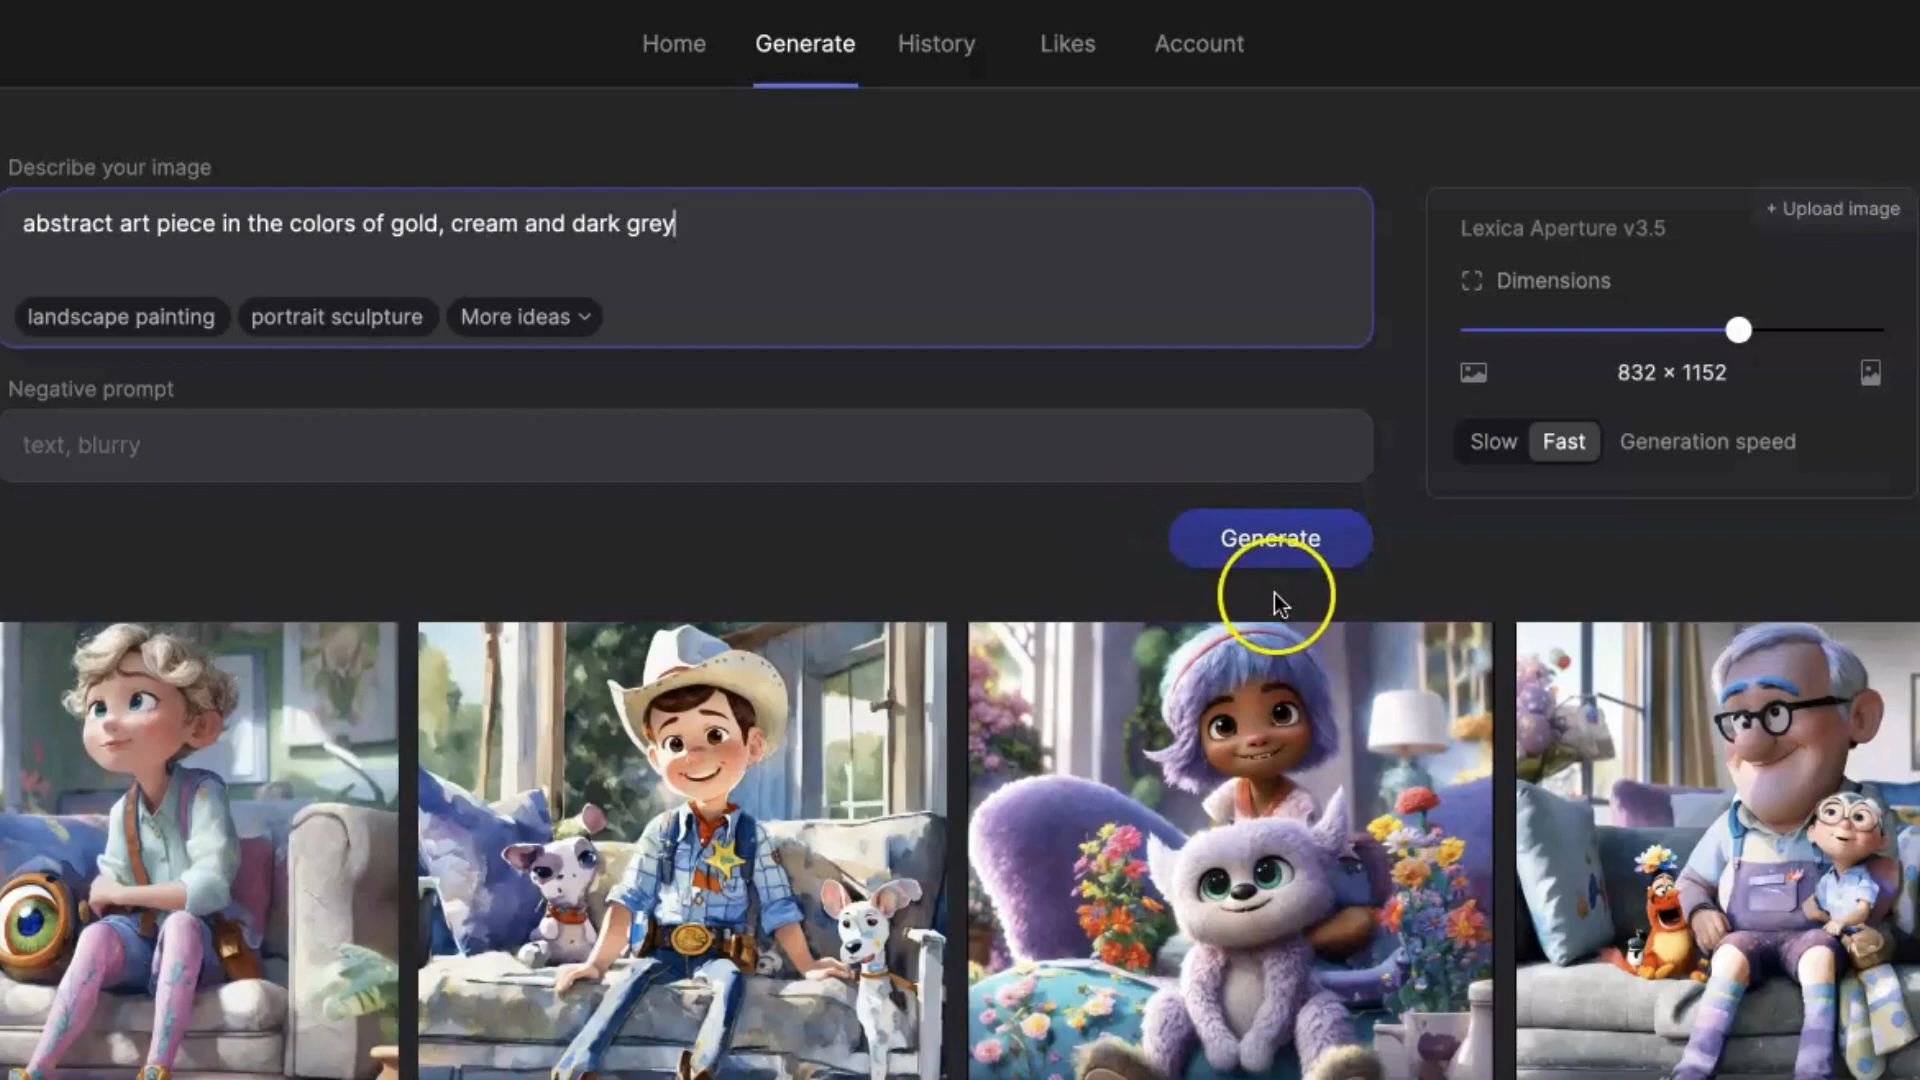 Home Generate History Likes Account
Describe your image
abstract art piece in the colors of gold, cream and dark grey
landscape painting portrait sculpture More ideas
Negative prompt
text, blurry
Generate
+ Upload image
Lexica Aperture v3.5
Dimensions
832 × 1152
Slow Fast Generation speed